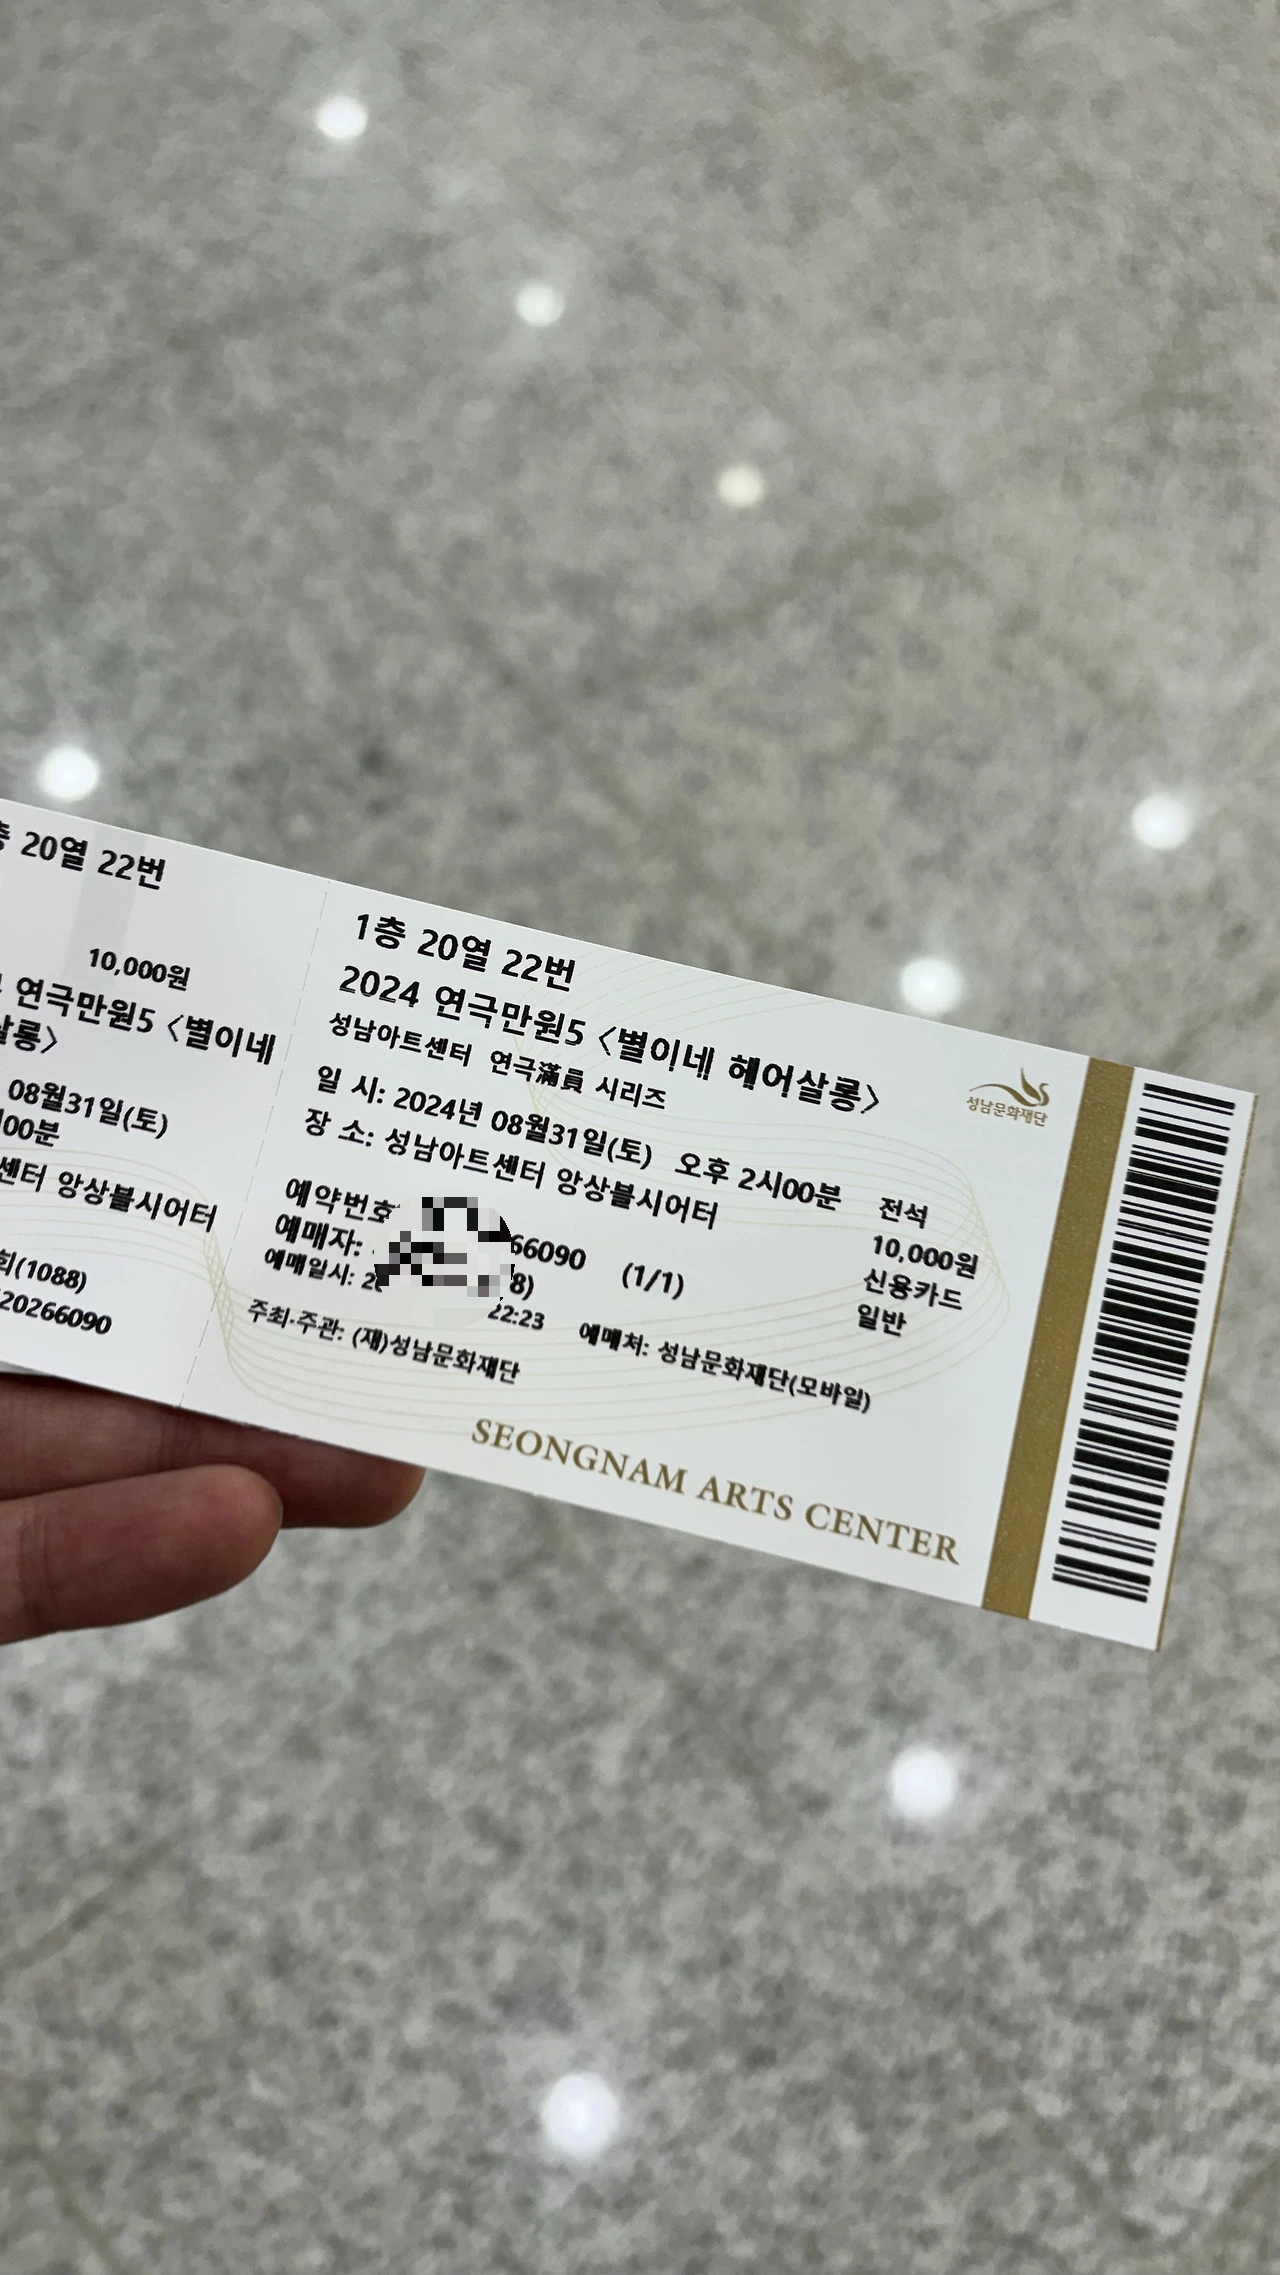 20열 22번
10,000원
연극만원5 〈별이네
살롱〉
08월31일(토)
00분
센터 앙상블시어터
회(1088)
20266090
1층 20열 22번
2024 연극만원5 〈별이네 헤어살롱〉
성남아트센터 연극滿員 시리즈
일 시: 2024년 08월31일(토) 오후 2시00분
장 소: 성남아트센터 앙상블시어터
예약번호 66090 (1/1)
예매자: 8)
예매일시: 22:23 예매처: 성남문화재단(모바일)
주최·주관: (재)성남문화재단
전석
10,000원
신용카드
일반
성남문화재단
SEONGNAM ARTS CENTER